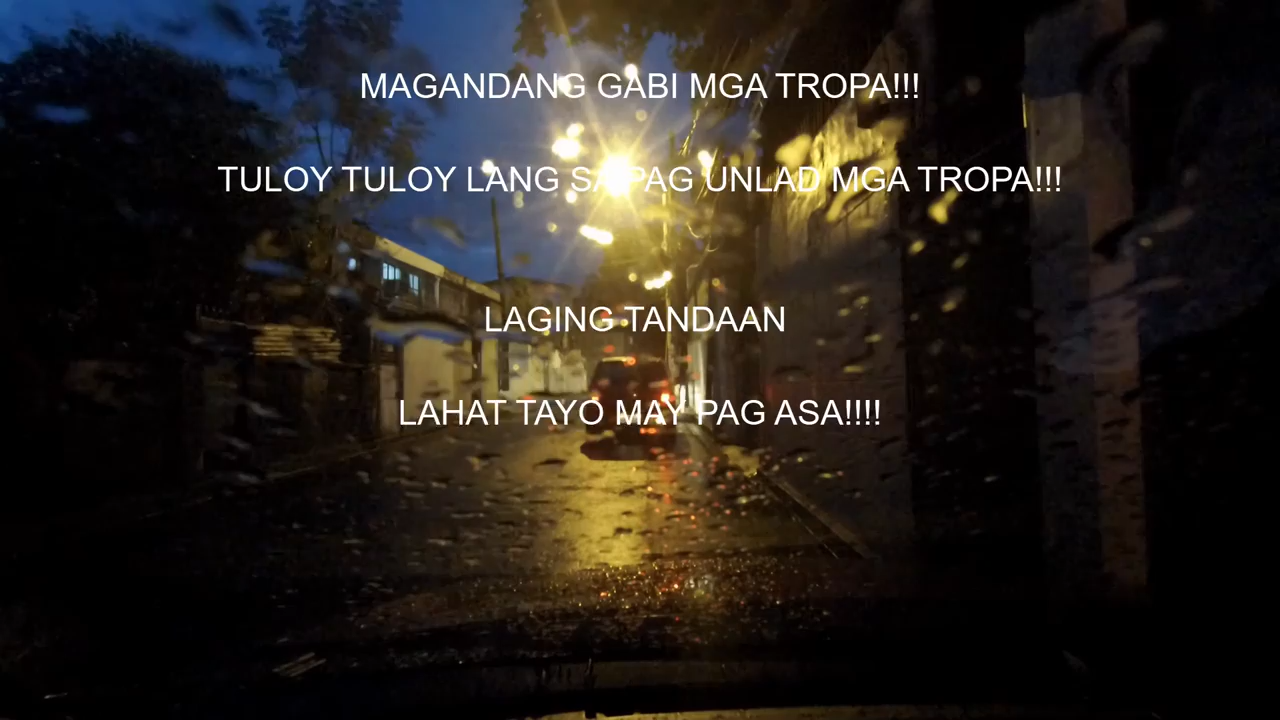 MAGANDANG GABI MGA TROPA!!!
TULOY TULOY LANG SA PAG UNLAD MGA TROPA!!!
LAGING TANDAAN
LAHAT TAYO MAY PAG ASA!!!!